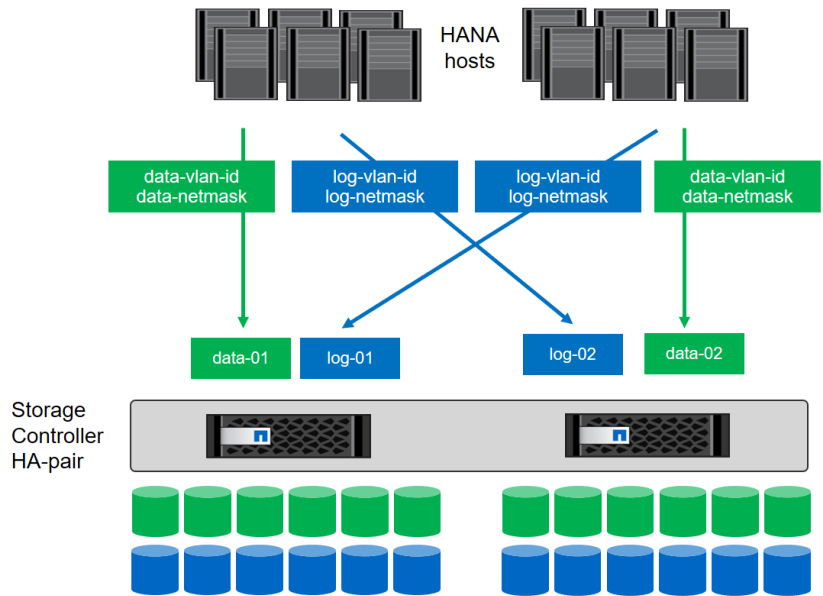 HANA
hosts
data-vlan-id
data-netmask
log-vlan-id
log-netmask
log-vlan-id
log-netmask
data-vlan-id
data-netmask
data-01
log-01
log-02
data-02
Storage
Controller
HA-pair